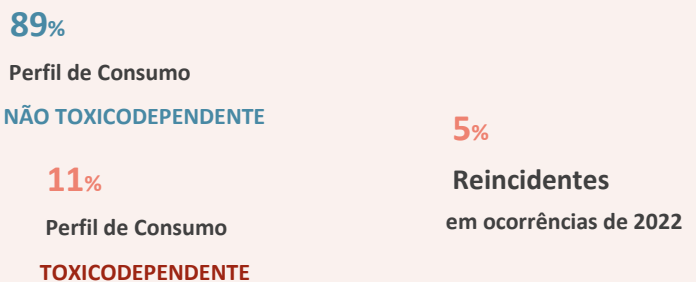 89%
Perfil de Consumo
NÃO TOXICODEPENDENTE
11%
Perfil de Consumo
TOXICODEPENDENTE
5%
Reincidentes
em ocorrências de 2022